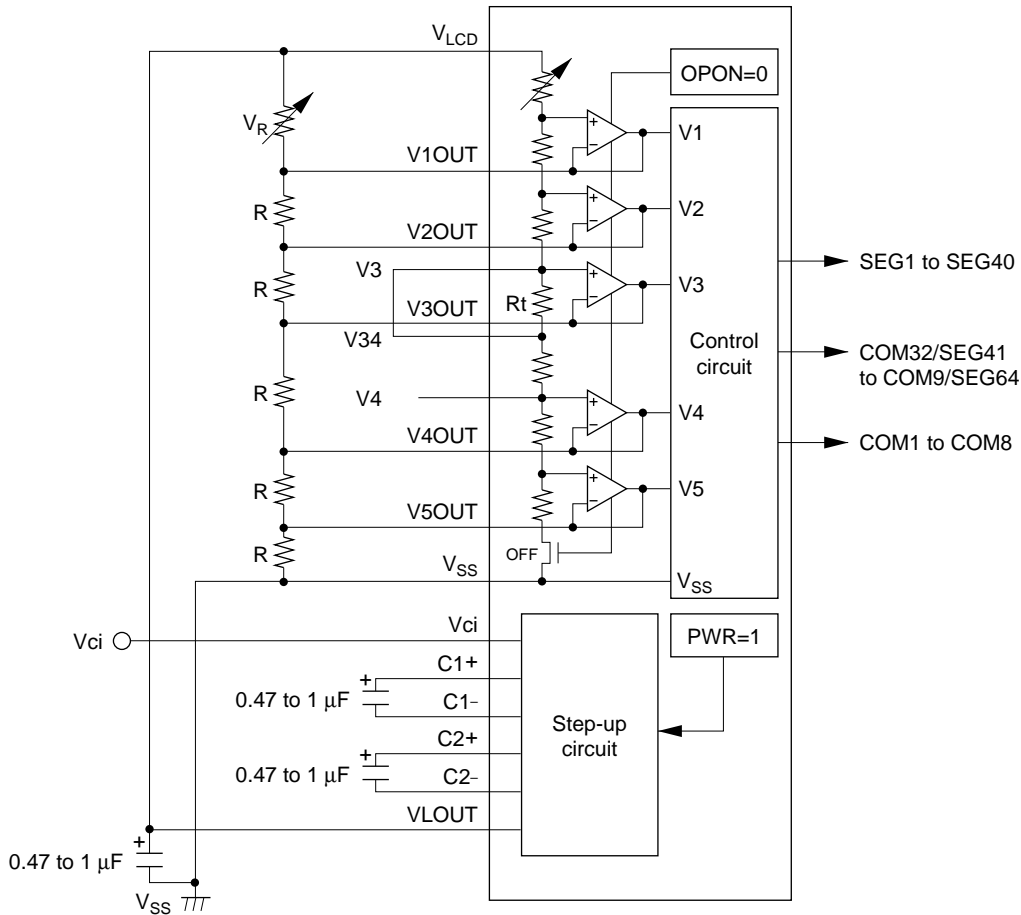 VLCD
OPON=0
VR
V1OUT
V1
R
V2OUT
V2
V3
R
V3OUT
Rt
V3
V34
Control
circuit
SEG1 to SEG40
COM32/SEG41
to COM9/SEG64
COM1 to COM8
R
V4
V4OUT
V4
R
V5OUT
V5
R
OFF
VSS
VSS
Vci
Vci
PWR=1
C1+
+
0.47 to 1 μF
C1–
Step-up
circuit
C2+
+
0.47 to 1 μF
C2–
VLOUT
+
0.47 to 1 μF
VSS
+
–
+
–
+
–
+
–
+
–